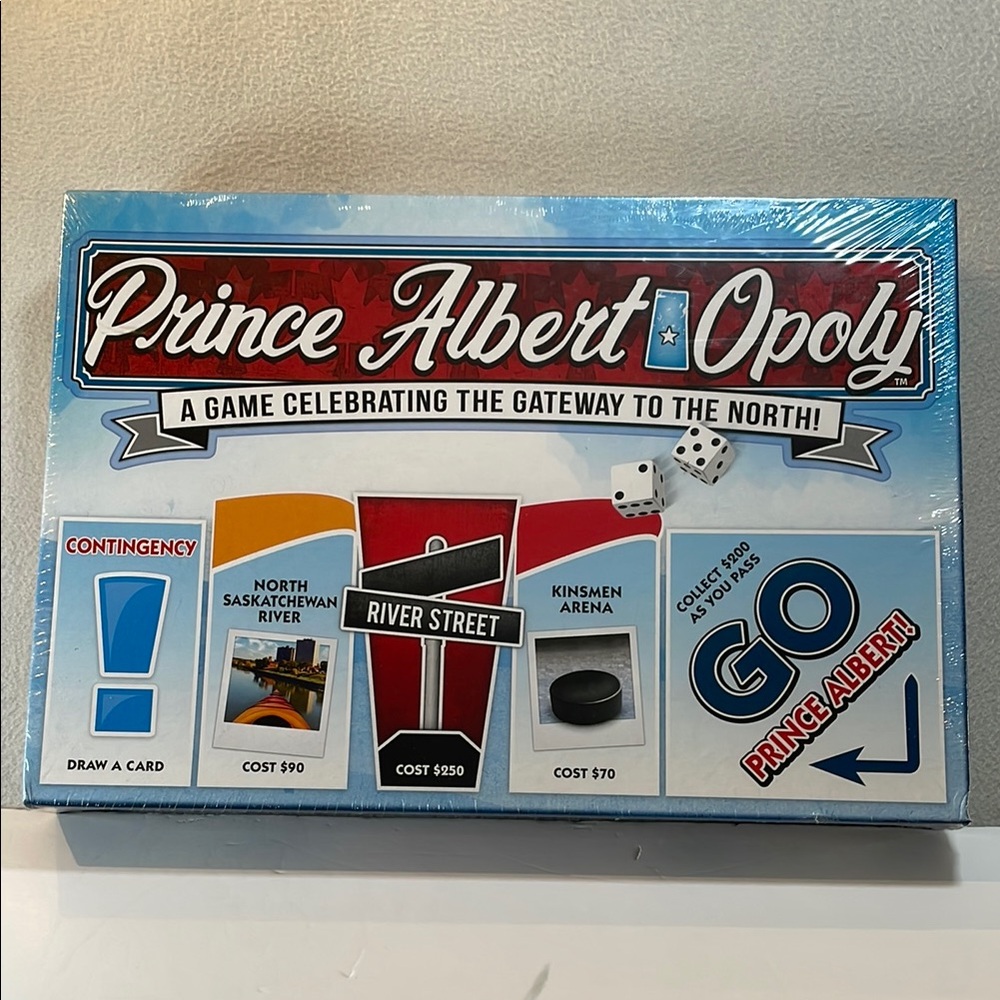 Prince Albert Opoly
TM
A GAME CELEBRATING THE GATEWAY TO THE NORTH!
CONTINGENCY
!
DRAW A CARD
NORTH
SASKATCHEWAN
RIVER
COST $90
RIVER STREET
COST $250
KINSMEN
ARENA
COST $70
COLLECT $200
AS YOU PASS
GO
PRINCE ALBERT!